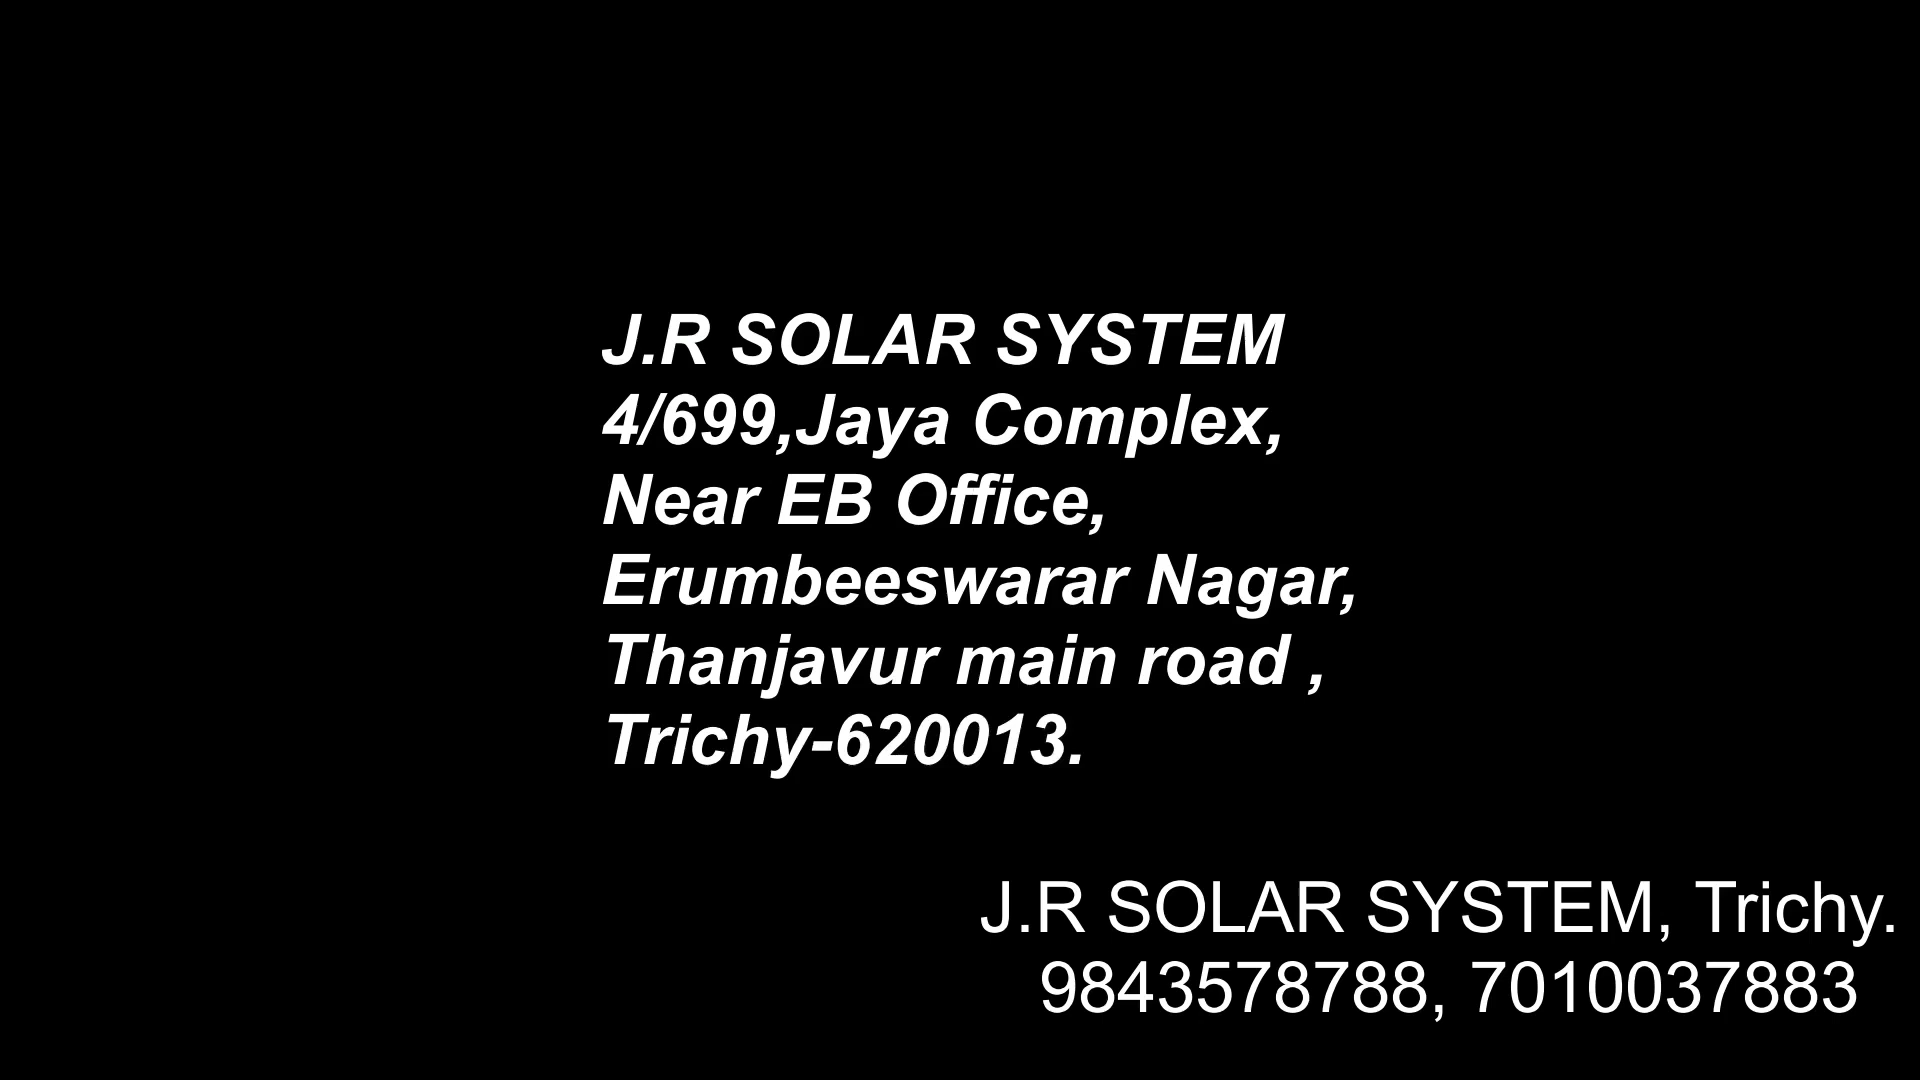 J.R SOLAR SYSTEM
4/699,Jaya Complex,
Near EB Office,
Erumbeeswarar Nagar,
Thanjavur main road ,
Trichy-620013.
J.R SOLAR SYSTEM, Trichy.
9843578788, 7010037883